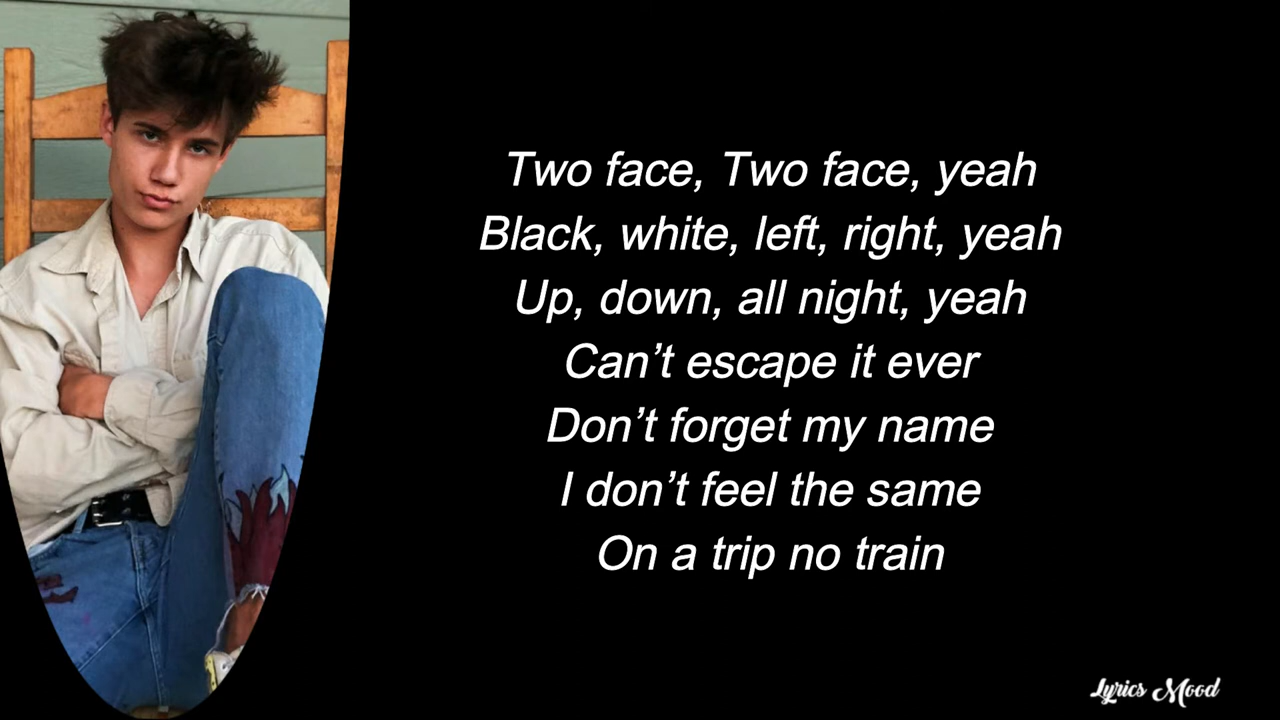 Two face, Two face, yeah
Black, white, left, right, yeah
Up, down, all night, yeah
Can’t escape it ever
Don’t forget my name
I don’t feel the same
On a trip no train
Lyrics Mood